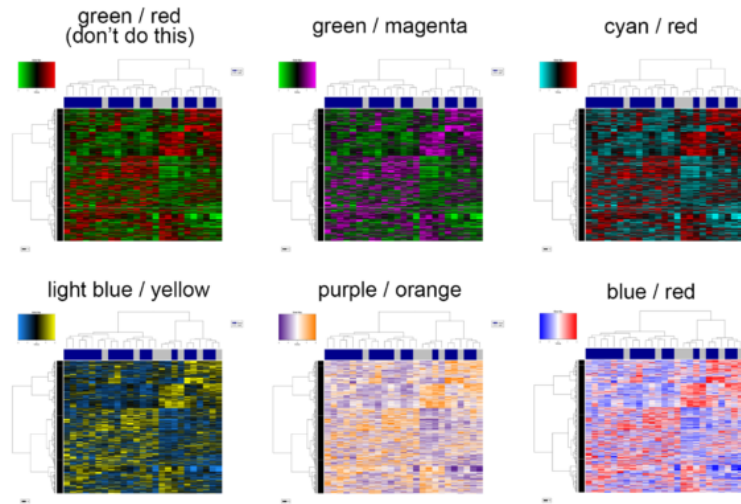 green / red
(don't do this)
green / magenta
cyan / red
light blue / yellow
purple / orange
blue / red